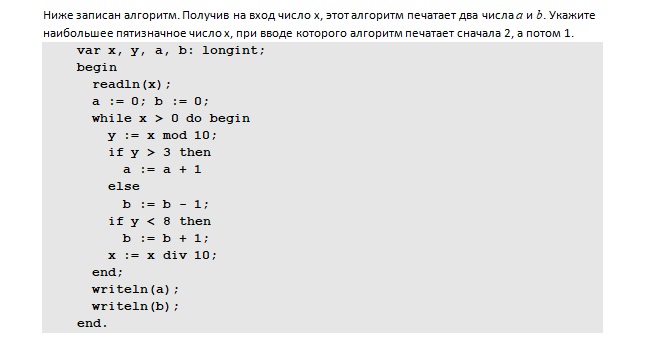 Ниже записан алгоритм. Получив на вход число x, этот алгоритм печатает два числа a и b. Укажите
наибольшее пятизначное число x, при вводе которого алгоритм печатает сначала 2, а потом 1.
var x, y, a, b: longint;
begin
readln(x);
a := 0; b := 0;
while x > 0 do begin
y := x mod 10;
if y > 3 then
a := a + 1
else
b := b - 1;
if y < 8 then
b := b + 1;
x := x div 10;
end;
writeln(a);
writeln(b);
end.